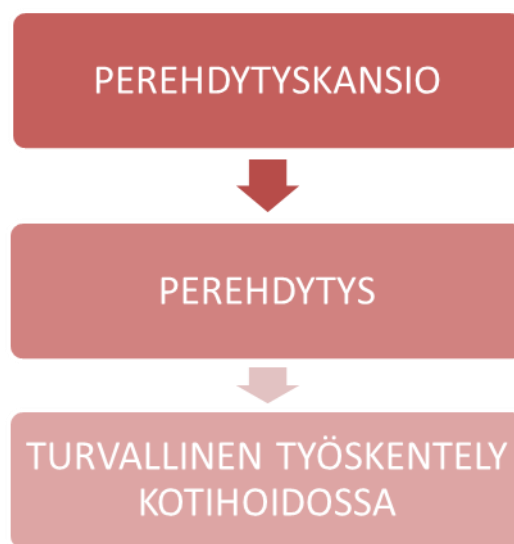 PEREHDYTYSKANSIO
PEREHDYTYS
TURVALLINEN TYÖSKENTELY
KOTIHOIDOSSA